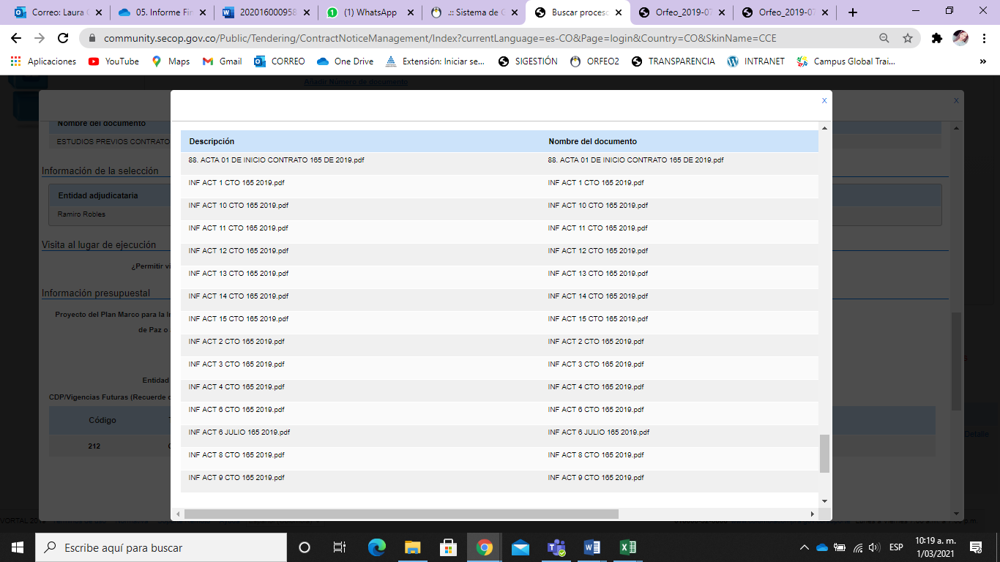 Correo: Laura
05. Informe Fin
202016000958
(1) WhatsApp
.:: Sistema de
Buscar proceso
Orfeo_2019-07
Orfeo_2019-07
community.secop.gov.co/Public/Tendering/ContractNoticeManagement/Index?currentLanguage=es-CO&Page=login&Country=CO&SkinName=CCE
Aplicaciones YouTube Maps Gmail CORREO One Drive Extensión: Iniciar se... SIGESTIÓN ORFEO2 TRANSPARENCIA INTRANET Campus Global Trai... »
Añadir Número de documento
x
x
Nombre del documento
ESTUDIOS PREVIOS CONTRATO
Información de la selección
Entidad adjudicataria
Ramiro Robles
Visita al lugar de ejecución
¿Permitir vi
Información presupuestal
Proyecto del Plan Marco para la
de Paz o
Entidad
CDP/Vigencias Futuras (Recuerde
Código
212
Detalle
Descripción Nombre del documento
88. ACTA 01 DE INICIO CONTRATO 165 DE 2019.pdf 88. ACTA 01 DE INICIO CONTRATO 165 DE 2019.pdf
INF ACT 1 CTO 165 2019.pdf INF ACT 1 CTO 165 2019.pdf
INF ACT 10 CTO 165 2019.pdf INF ACT 10 CTO 165 2019.pdf
INF ACT 11 CTO 165 2019.pdf INF ACT 11 CTO 165 2019.pdf
INF ACT 12 CTO 165 2019.pdf INF ACT 12 CTO 165 2019.pdf
INF ACT 13 CTO 165 2019.pdf INF ACT 13 CTO 165 2019.pdf
INF ACT 14 CTO 165 2019.pdf INF ACT 14 CTO 165 2019.pdf
INF ACT 15 CTO 165 2019.pdf INF ACT 15 CTO 165 2019.pdf
INF ACT 2 CTO 165 2019.pdf INF ACT 2 CTO 165 2019.pdf
INF ACT 3 CTO 165 2019.pdf INF ACT 3 CTO 165 2019.pdf
INF ACT 4 CTO 165 2019.pdf INF ACT 4 CTO 165 2019.pdf
INF ACT 6 CTO 165 2019.pdf INF ACT 6 CTO 165 2019.pdf
INF ACT 6 JULIO 165 2019.pdf INF ACT 6 JULIO 165 2019.pdf
INF ACT 8 CTO 165 2019.pdf INF ACT 8 CTO 165 2019.pdf
INF ACT 9 CTO 165 2019.pdf INF ACT 9 CTO 165 2019.pdf
Escribe aquí para buscar
ESP
10:19 a. m.
1/03/2021